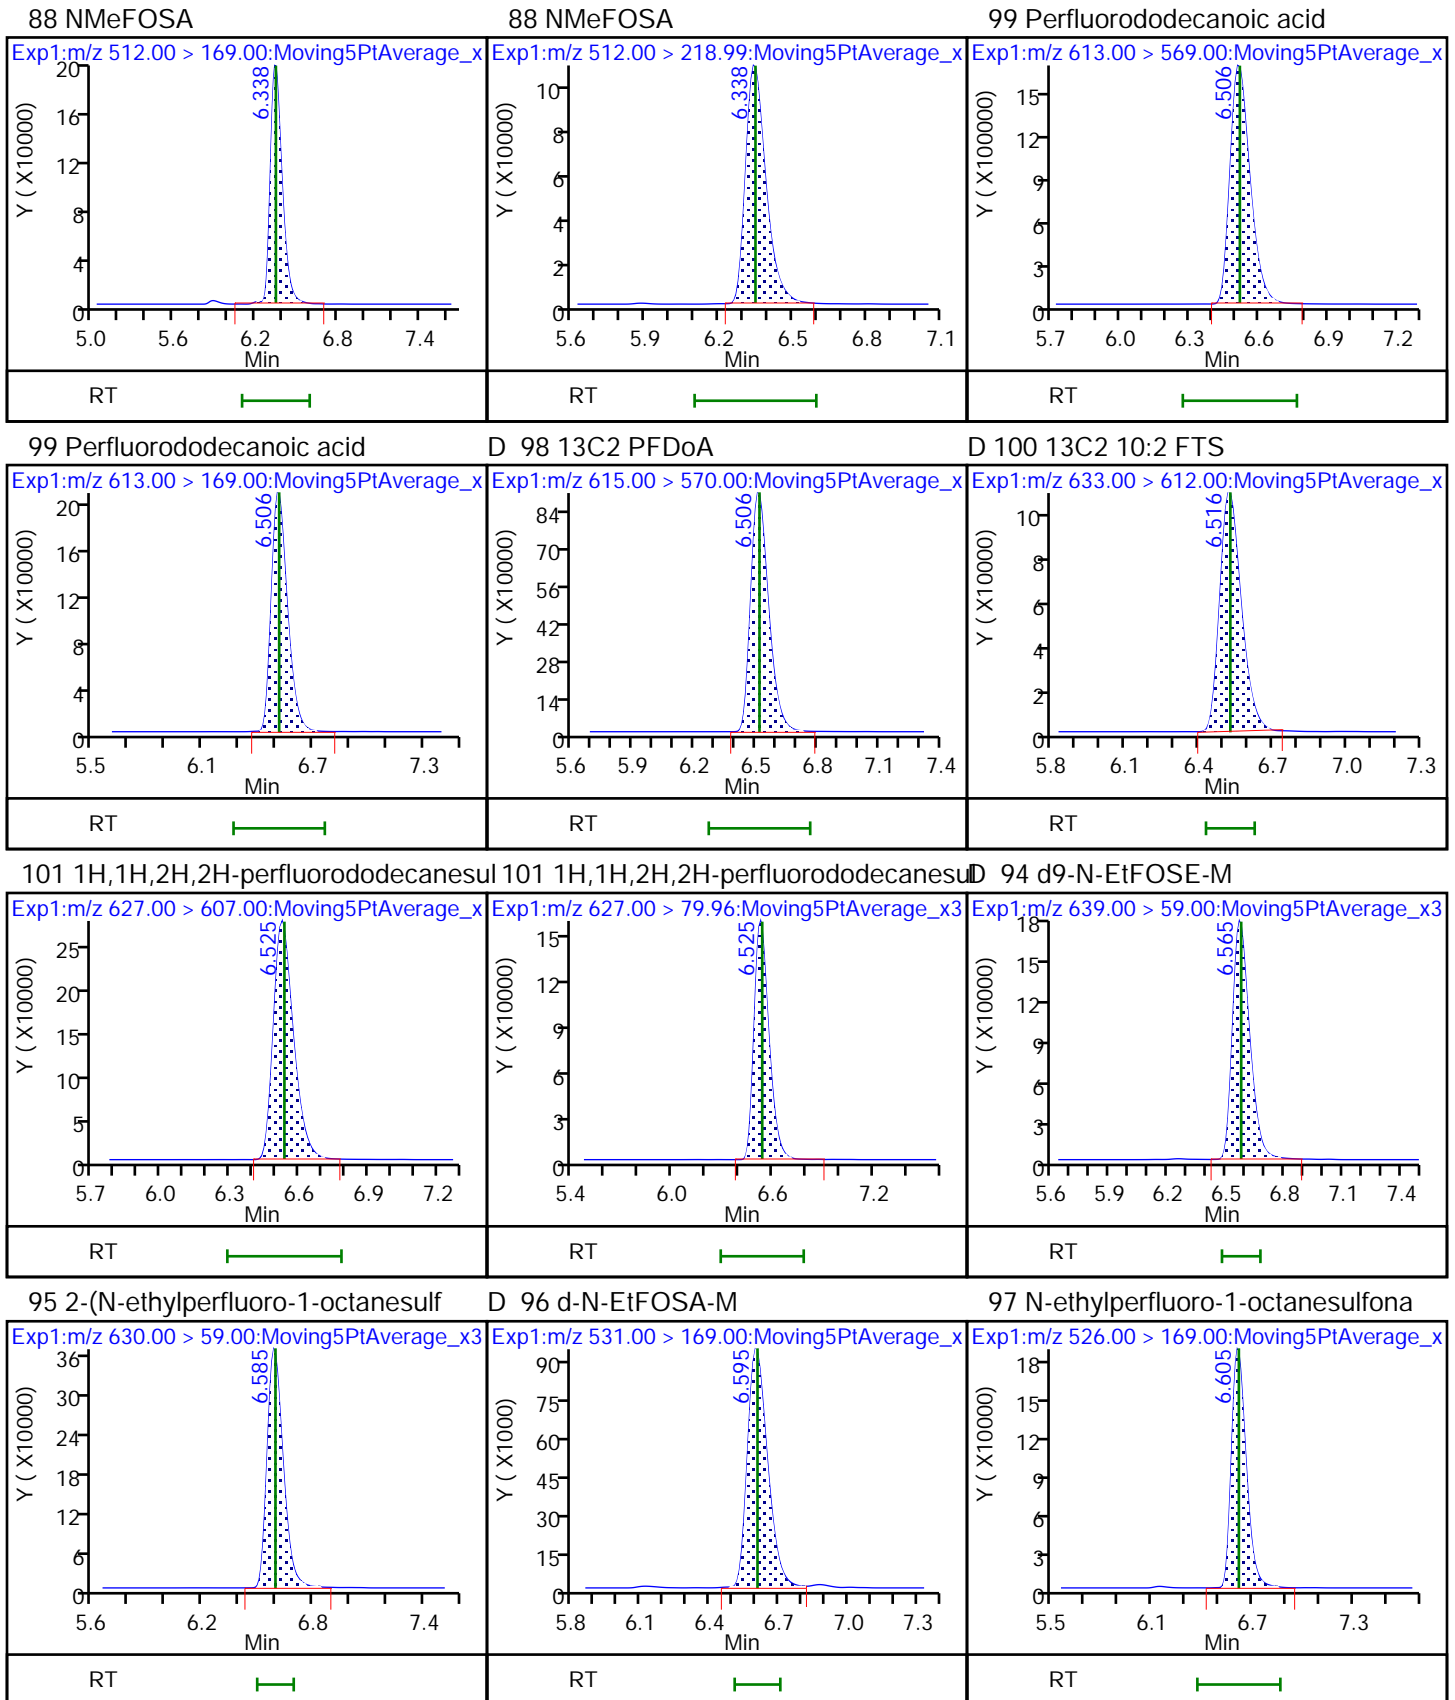 88 NMeFOSA
Exp1:m/z 512.00 > 169.00:Moving5PtAverage_x
Y ( X100000)
20
16
12
8
4
0
6.338
5.0 5.6 6.2 6.8 7.4
Min
RT
88 NMeFOSA
Exp1:m/z 512.00 > 218.99:Moving5PtAverage_x
Y ( X100000)
10
8
6
4
2
0
6.338
5.6 5.9 6.2 6.5 6.8 7.1
Min
RT
99 Perfluorododecanoic acid
Exp1:m/z 613.00 > 569.00:Moving5PtAverage_x
Y ( X100000)
15
12
9
6
3
0
6.506
5.7 6.0 6.3 6.6 6.9 7.2
Min
RT
99 Perfluorododecanoic acid
Exp1:m/z 613.00 > 169.00:Moving5PtAverage_x
Y ( X10000)
20
16
12
8
4
0
6.506
5.5 6.1 6.7 7.3
Min
RT
D 98 13C2 PFDoA
Exp1:m/z 615.00 > 570.00:Moving5PtAverage_x
Y ( X10000)
84
70
56
42
28
14
0
6.506
5.6 5.9 6.2 6.5 6.8 7.1 7.4
Min
RT
D 100 13C2 10:2 FTS
Exp1:m/z 633.00 > 612.00:Moving5PtAverage_x
Y ( X10000)
10
8
6
4
2
0
6.516
5.8 6.1 6.4 6.7 7.0 7.3
Min
RT
101 1H,1H,2H,2H-perfluorododecanesul
Exp1:m/z 627.00 > 607.00:Moving5PtAverage_x
Y ( X10000)
25
20
15
10
5
0
6.525
5.7 6.0 6.3 6.6 6.9 7.2
Min
RT
101 1H,1H,2H,2H-perfluorododecanesul
Exp1:m/z 627.00 > 79.96:Moving5PtAverage_x3
Y ( X10000)
15
12
9
6
3
0
6.525
5.4 6.0 6.6 7.2
Min
RT
D 94 d9-N-EtFOSE-M
Exp1:m/z 639.00 > 59.00:Moving5PtAverage_x3
Y ( X10000)
18
15
12
9
6
3
0
6.565
5.6 5.9 6.2 6.5 6.8 7.1 7.4
Min
RT
95 2-(N-ethylperfluoro-1-octanesulf
Exp1:m/z 630.00 > 59.00:Moving5PtAverage_x3
Y ( X10000)
36
30
24
18
12
6
0
6.585
5.6 6.2 6.8 7.4
Min
RT
D 96 d-N-EtFOSA-M
Exp1:m/z 531.00 > 169.00:Moving5PtAverage_x
Y ( X1000)
90
75
60
45
30
15
0
6.595
5.8 6.1 6.4 6.7 7.0 7.3
Min
RT
97 N-ethylperfluoro-1-octanesulfona
Exp1:m/z 526.00 > 169.00:Moving5PtAverage_x
Y ( X10000)
18
15
12
9
6
3
0
6.605
5.5 6.1 6.7 7.3
Min
RT